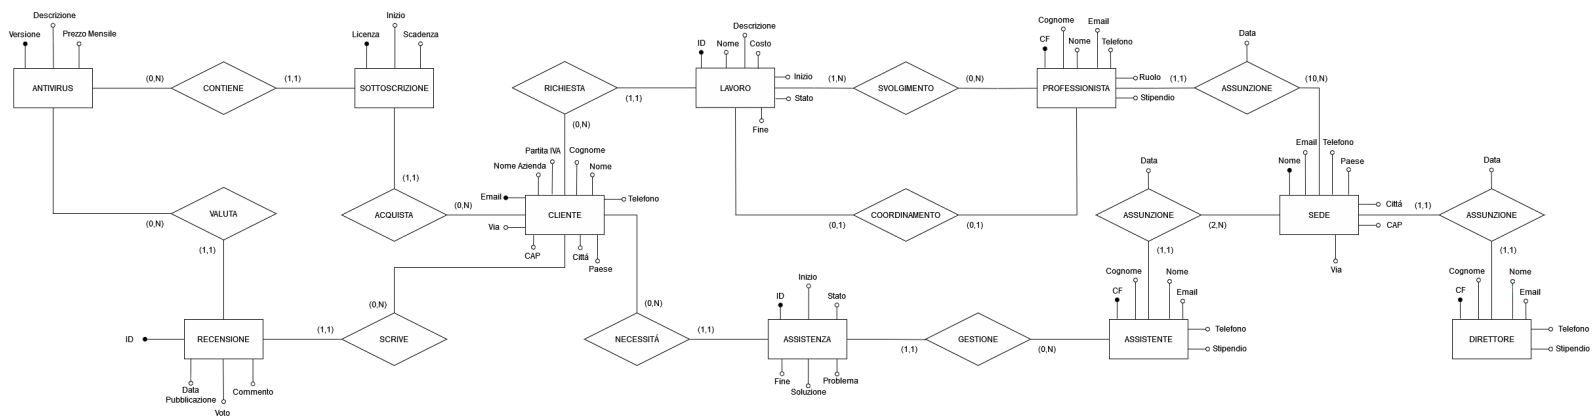 Descrizione
Versione
Prezzo Mensile
ANTIVIRUS
(0,N)
CONTIENE
(1,1)
Inizio
Licenza
Scadenza
SOTTOSCRIZIONE
(0,N)
VALUTA
(1,1)
(1,1)
ACQUISTA
(0,N)
RICHIESTA
(1,1)
(0,N)
Partita IVA
Cognome
Nome Azienda
Nome
Email
Telefono
CLIENTE
Via
CAP
Cittá
Paese
ID
RECENSIONE
Data
Pubblicazione
Voto
Commento
(1,1)
SCRIVE
(0,N)
(0,N)
NECESSITÁ
(1,1)
Descrizione
ID
Nome
Costo
LAVORO
Inizio
Stato
Fine
(1,N)
SVOLGIMENTO
(0,N)
(0,1)
COORDINAMENTO
(0,1)
Cognome
Email
CF
Nome
Telefono
PROFESSIONISTA
Ruolo
Stipendio
(1,1)
Data
ASSUNZIONE
(10,N)
Email
Telefono
Nome
Paese
SEDE
Cittá
CAP
Via
Data
ASSUNZIONE
(2,N)
(1,1)
(1,1)
Data
ASSUNZIONE
(1,1)
Inizio
ID
Stato
ASSISTENZA
Fine
Soluzione
Problema
(1,1)
GESTIONE
(0,N)
Cognome
Nome
CF
Email
ASSISTENTE
Telefono
Stipendio
Cognome
Nome
CF
Email
DIRETTORE
Telefono
Stipendio